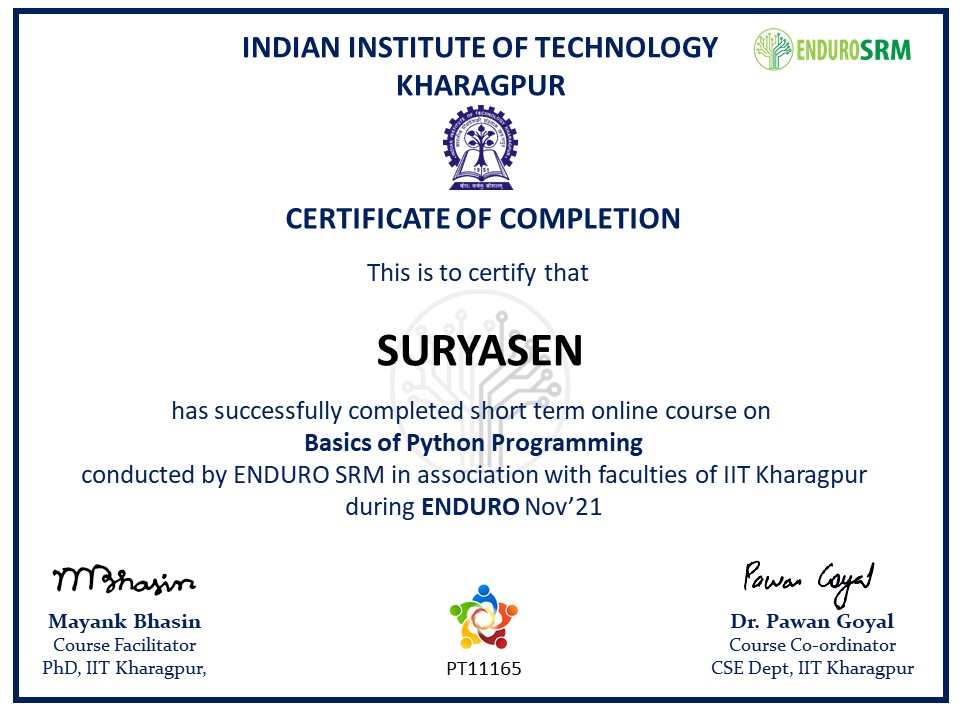 INDIAN INSTITUTE OF TECHNOLOGY
KHARAGPUR
ENDUROSRM
CERTIFICATE OF COMPLETION
This is to certify that
SURYASEN
has successfully completed short term online course on
Basics of Python Programming
conducted by ENDURO SRM in association with faculties of IIT Kharagpur
during ENDURO Nov’21
MBhasin
Mayank Bhasin
Course Facilitator
PhD, IIT Kharagpur,
PT11165
Pawan Goyal
Dr. Pawan Goyal
Course Co-ordinator
CSE Dept, IIT Kharagpur